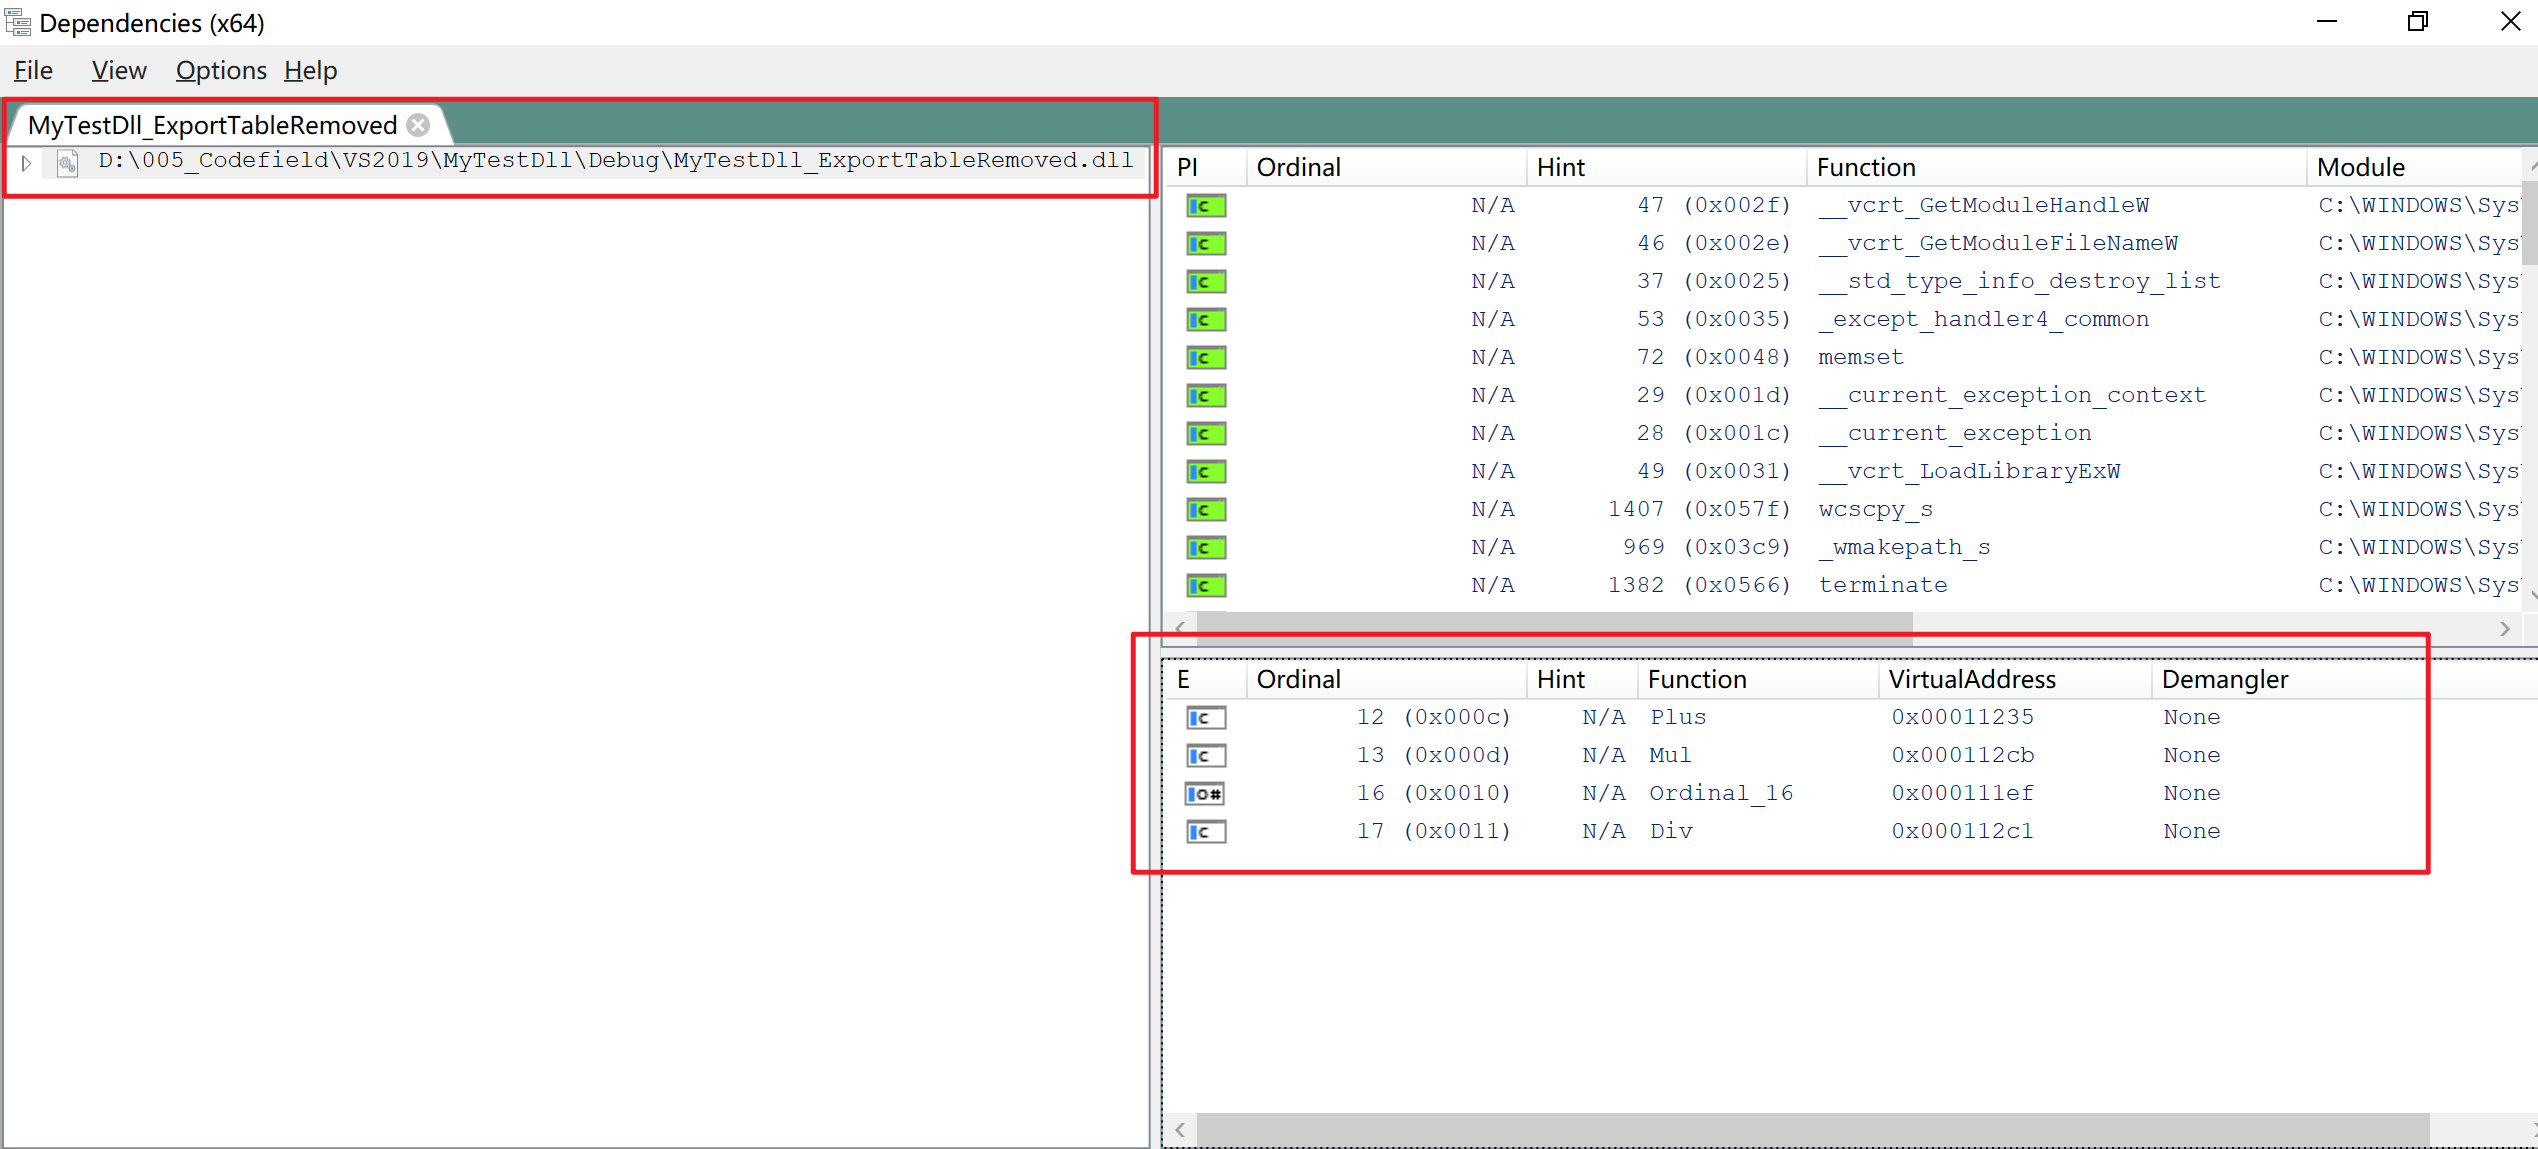 Dependencies (x64)
File View Options Help
MyTestDll_ExportTableRemoved
D:\005_Codefield\VS2019\MyTestDll\Debug\MyTestDll_ExportTableRemoved.dll
PI Ordinal Hint Function Module
C N/A 47 (0x002f) __vcrt_GetModuleHandleW C:\WINDOWS\Sys
C N/A 46 (0x002e) __vcrt_GetModuleFileNameW C:\WINDOWS\Sys
C N/A 37 (0x0025) __std_type_info_destroy_list C:\WINDOWS\Sys
C N/A 53 (0x0035) _except_handler4_common C:\WINDOWS\Sys
C N/A 72 (0x0048) memset C:\WINDOWS\Sys
C N/A 29 (0x001d) __current_exception_context C:\WINDOWS\Sys
C N/A 28 (0x001c) __current_exception C:\WINDOWS\Sys
C N/A 49 (0x0031) __vcrt_LoadLibraryExW C:\WINDOWS\Sys
C N/A 1407 (0x057f) wcscpy_s C:\WINDOWS\Sys
C N/A 969 (0x03c9) _wmakepath_s C:\WINDOWS\Sys
C N/A 1382 (0x0566) terminate C:\WINDOWS\Sys
E Ordinal Hint Function VirtualAddress Demangler
C 12 (0x000c) N/A Plus 0x00011235 None
C 13 (0x000d) N/A Mul 0x000112cb None
O# 16 (0x0010) N/A Ordinal_16 0x000111ef None
C 17 (0x0011) N/A Div 0x000112c1 None